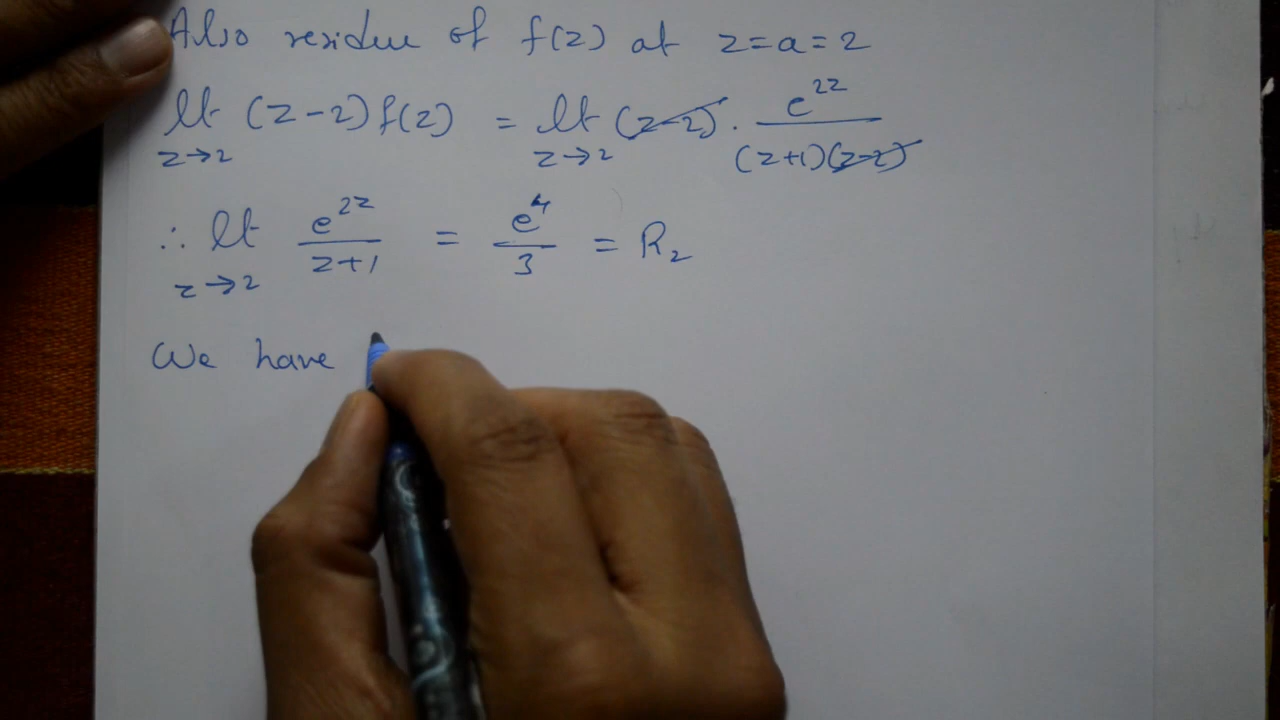 Also residue of f(z) at z=a=2
lt (z-2) f(z) = lt (z-2) . e^2z / (z+1)(z-2)
z→2 z→2
∴ lt e^2z / z+1 = e^4 / 3 = R₂
z→2
We have